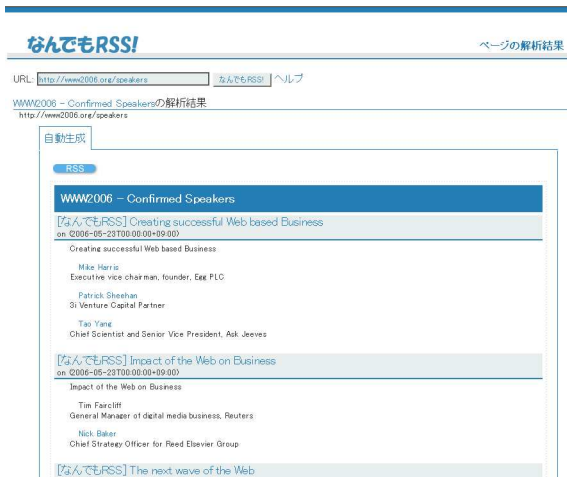 なんでもRSS!
ページの解析結果
URL: http://www2006.org/speakers なんでもRSS! ヘルプ
WWW2006 - Confirmed Speakersの解析結果
http://www2006.org/speakers
自動生成
RSS
WWW2006 - Confirmed Speakers
[なんでもRSS] Creating successful Web based Business
on (2006-05-23T00:00:00+09:00)
Creating successful Web based Business
Mike Harris
Executive vice chairman, founder, Egg PLC
Patrick Sheehan
3i Venture Capital Partner
Tao Yang
Chief Scientist and Senior Vice President, Ask Jeeves
[なんでもRSS] Impact of the Web on Business
on (2006-05-23T00:00:00+09:00)
Impact of the Web on Business
Tim Faircliff
General Manager of digital media business, Reuters
Nick Baker
Chief Strategy Officer for Reed Elsevier Group
[なんでもRSS] The next wave of the Web